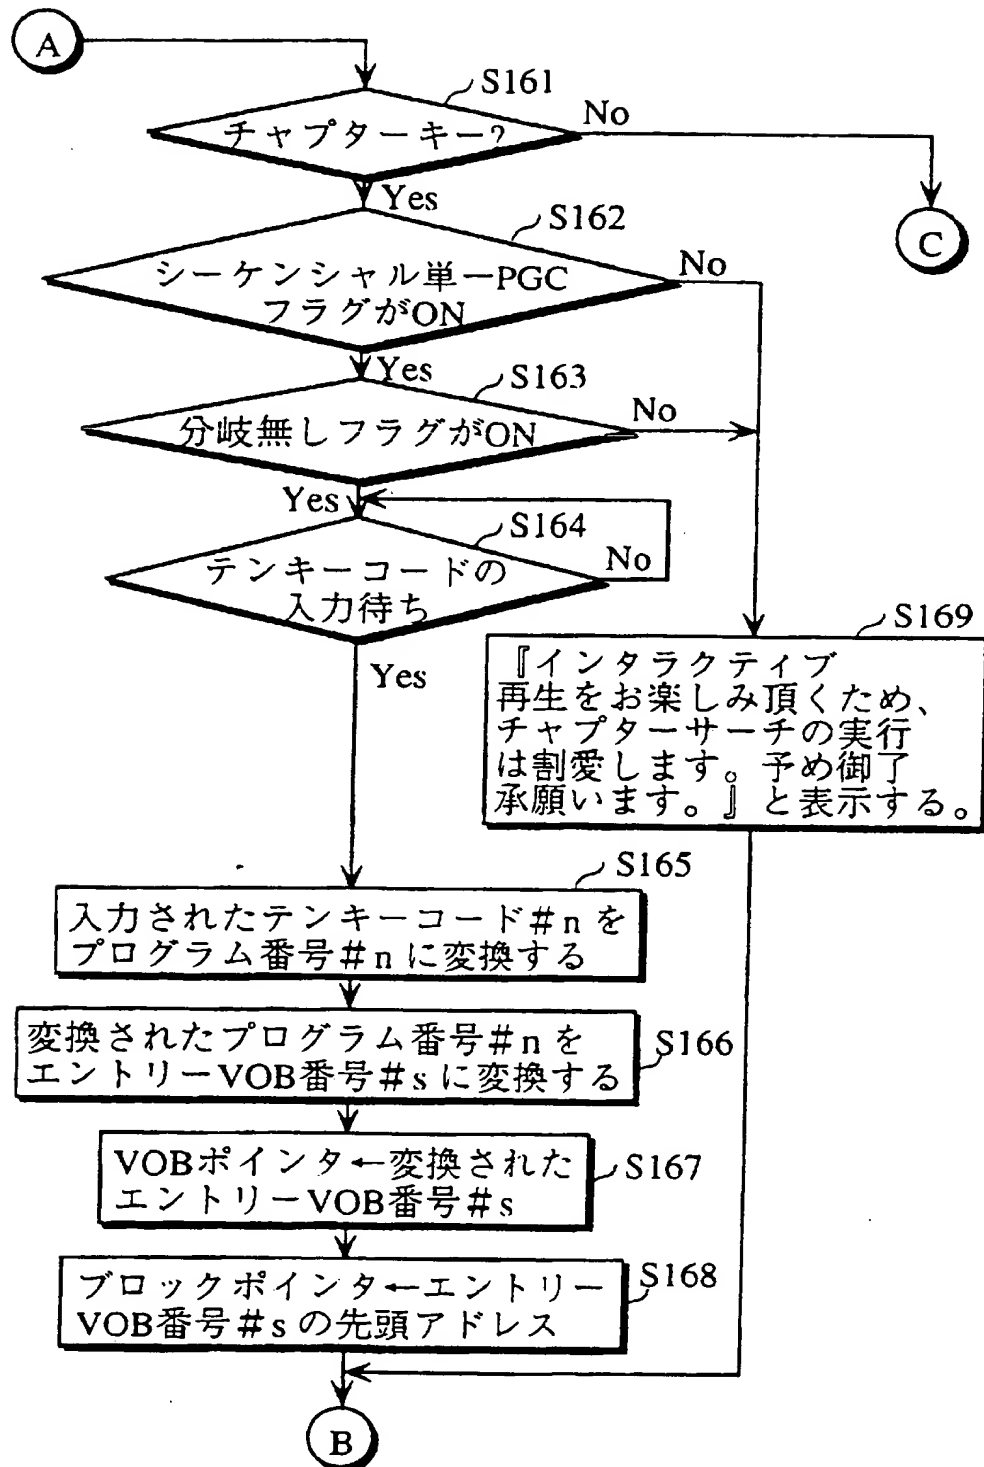 A
S161
チャプターキー?
No
Yes
C
S162
シーケンシャル単一PGC
フラグがON
No
Yes
S163
分岐無しフラグがON
No
Yes
S164
テンキーコードの
入力待ち
No
Yes
S169
『インタラクティブ
再生をお楽しみ頂くため、
チャプターサーチの実行
は割愛します。予め御了
承願います。』と表示する。
S165
入力されたテンキーコード#nを
プログラム番号#nに変換する
変換されたプログラム番号#nを
エントリーVOB番号#sに変換する
S166
VOBポインタ←変換された
エントリーVOB番号#s
S167
ブロックポインタ←エントリー
VOB番号#sの先頭アドレス
S168
B